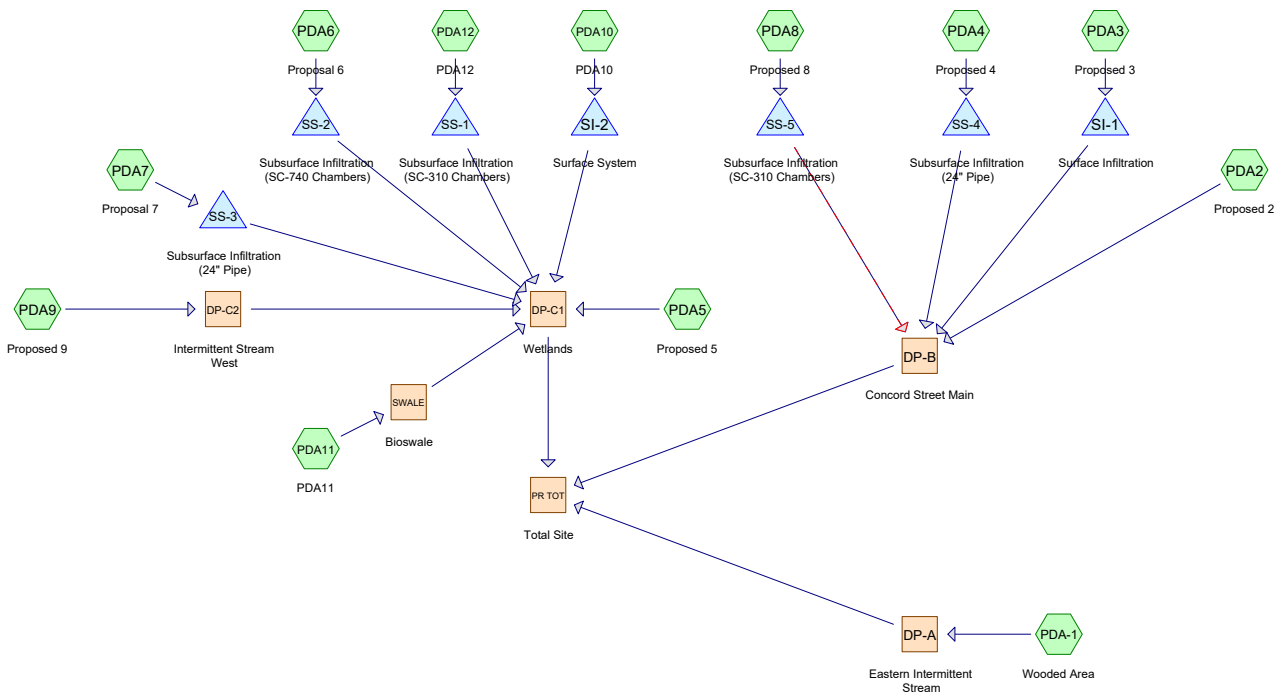 PDA6
PDA12
PDA10
PDA8
PDA4
PDA3
Proposal 6
PDA12
PDA10
Proposed 8
Proposed 4
Proposed 3
SS-2
SS-1
SI-2
SS-5
SS-4
SI-1
Subsurface Infiltration
(SC-740 Chambers)
Subsurface Infiltration
(SC-310 Chambers)
Surface System
Subsurface Infiltration
(SC-310 Chambers)
Subsurface Infiltration
(24" Pipe)
Surface Infiltration
PDA7
Proposal 7
PDA2
Proposed 2
SS-3
Subsurface Infiltration
(24" Pipe)
PDA9
Proposed 9
DP-C2
Intermittent Stream
West
DP-C1
Wetlands
PDA5
Proposed 5
DP-B
Concord Street Main
SWALE
Bioswale
PDA11
PDA11
PR TOT
Total Site
DP-A
Eastern Intermittent
Stream
PDA-1
Wooded Area